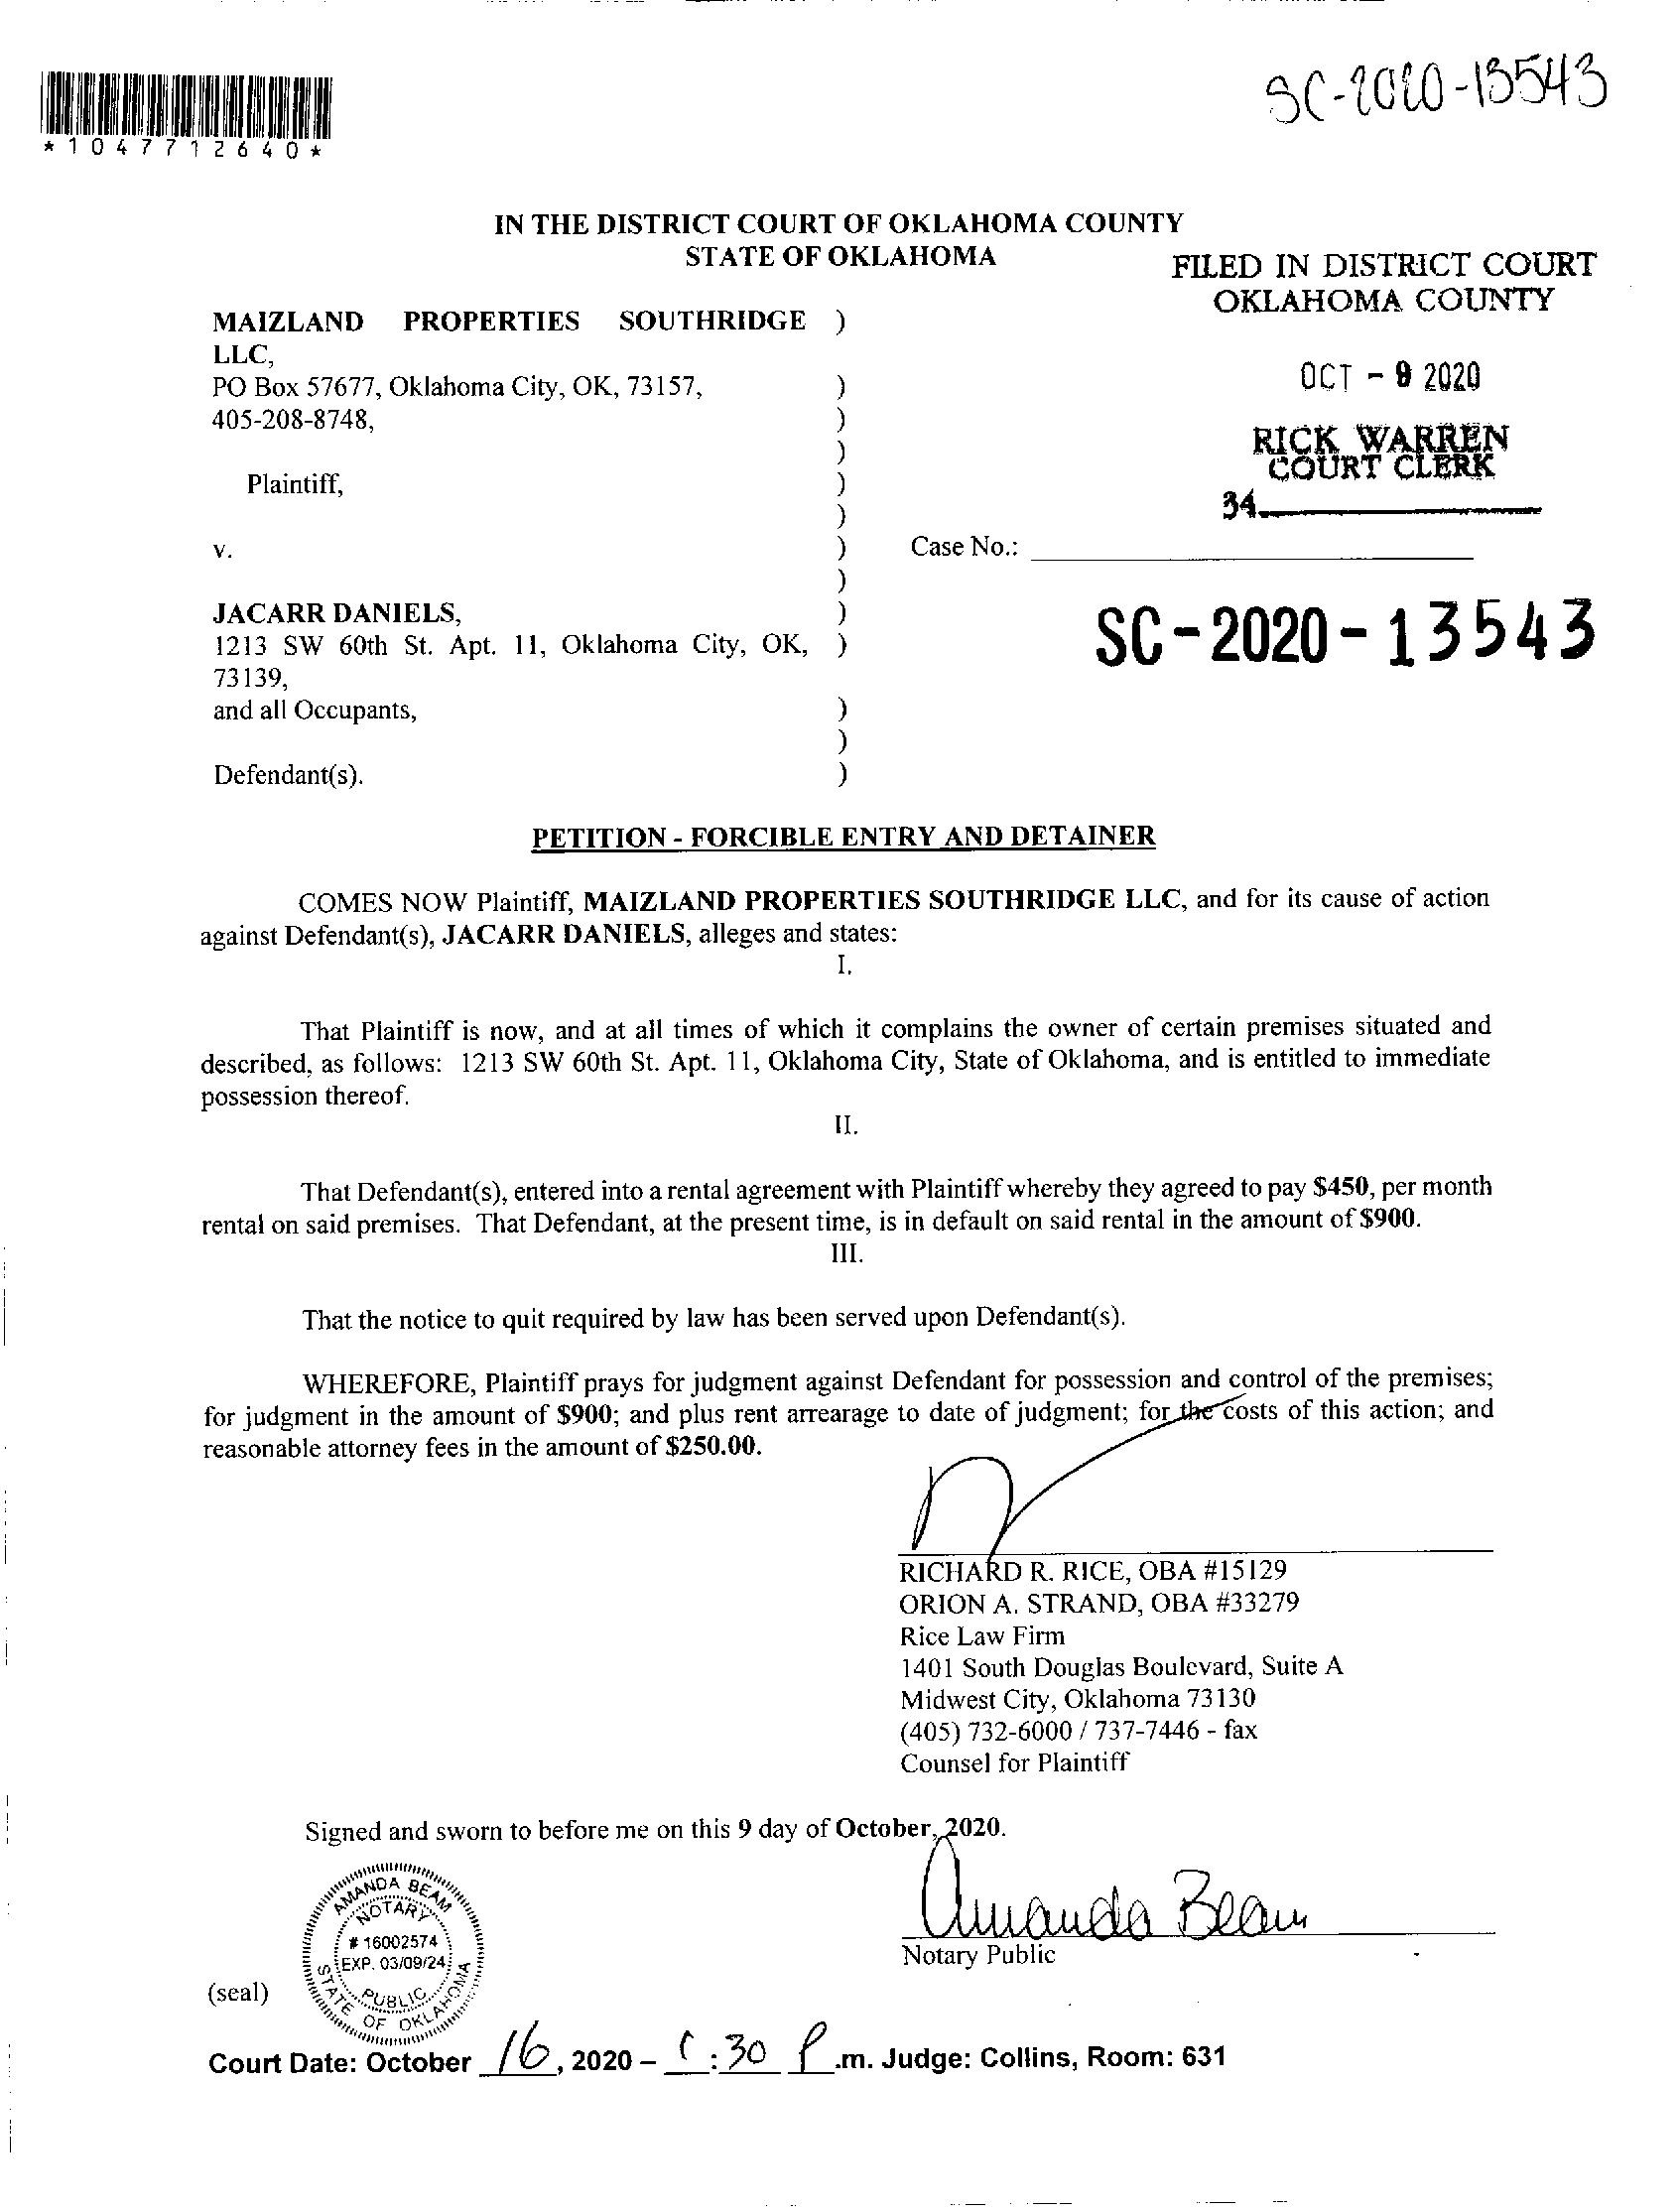 SC-2020-13543
*1047712640*
IN THE DISTRICT COURT OF OKLAHOMA COUNTY
STATE OF OKLAHOMA
FILED IN DISTRICT COURT
OKLAHOMA COUNTY
OCT - 9 2020
RICK WARREN
COURT CLERK
34
MAIZLAND PROPERTIES SOUTHRIDGE )
LLC,
PO Box 57677, Oklahoma City, OK, 73157, )
405-208-8748, )
)
Plaintiff, )
)
v. ) Case No.:
)
JACARR DANIELS, )
1213 SW 60th St. Apt. 11, Oklahoma City, OK, )
73139,
and all Occupants, )
)
Defendant(s). )
SC-2020-13543
PETITION - FORCIBLE ENTRY AND DETAINER
COMES NOW Plaintiff, MAIZLAND PROPERTIES SOUTHRIDGE LLC, and for its cause of action
against Defendant(s), JACARR DANIELS, alleges and states:
I.
That Plaintiff is now, and at all times of which it complains the owner of certain premises situated and
described, as follows: 1213 SW 60th St. Apt. 11, Oklahoma City, State of Oklahoma, and is entitled to immediate
possession thereof.
II.
That Defendant(s), entered into a rental agreement with Plaintiff whereby they agreed to pay $450, per month
rental on said premises. That Defendant, at the present time, is in default on said rental in the amount of $900.
III.
That the notice to quit required by law has been served upon Defendant(s).
WHEREFORE, Plaintiff prays for judgment against Defendant for possession and control of the premises;
for judgment in the amount of $900; and plus rent arrearage to date of judgment; for the costs of this action; and
reasonable attorney fees in the amount of $250.00.
RICHARD R. RICE, OBA #15129
ORION A. STRAND, OBA #33279
Rice Law Firm
1401 South Douglas Boulevard, Suite A
Midwest City, Oklahoma 73130
(405) 732-6000 / 737-7446 - fax
Counsel for Plaintiff
Signed and sworn to before me on this 9 day of October, 2020.
Amanda Beam
Notary Public
AMANDA BEAM
NOTARY
# 16002574
EXP. 03/09/24
PUBLIC
STATE OF OKLAHOMA
(seal)
Court Date: October 16, 2020 – 1:30 P.m. Judge: Collins, Room: 631